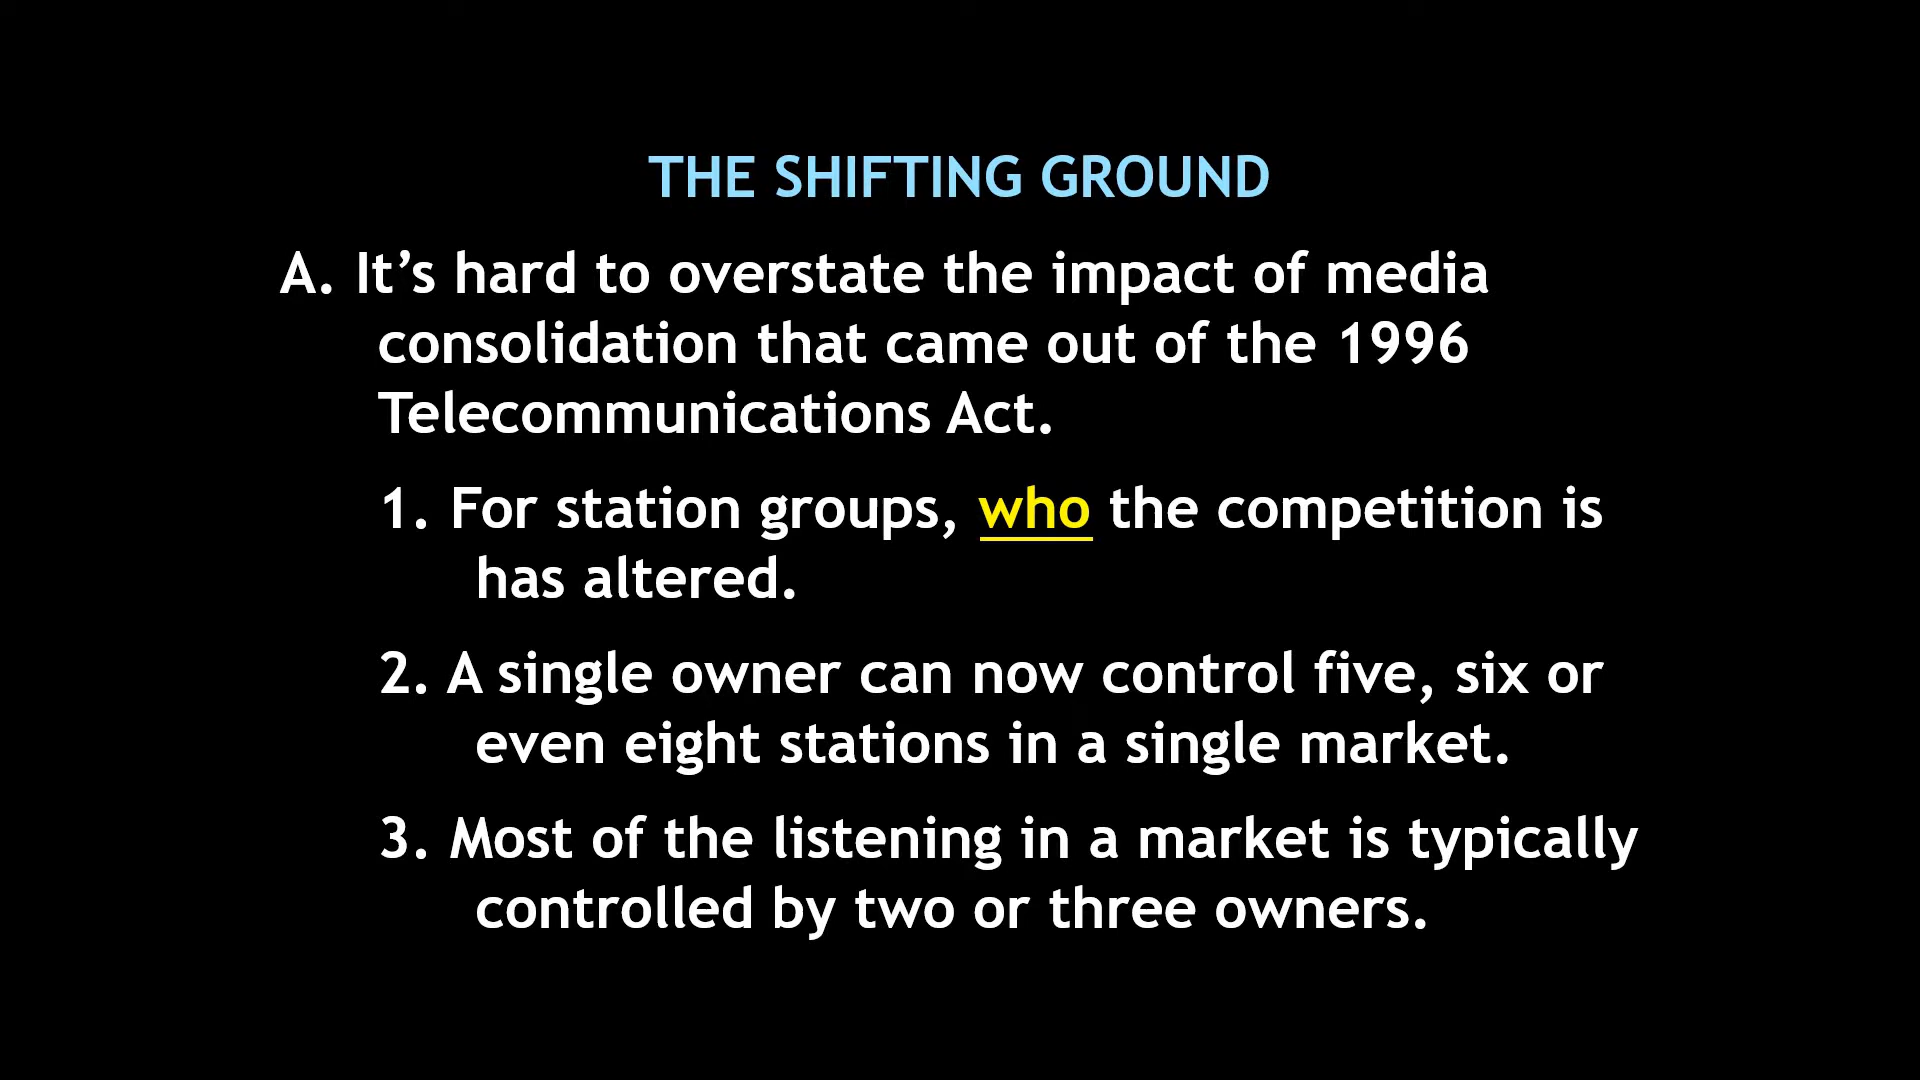 THE SHIFTING GROUND
A. It’s hard to overstate the impact of media
consolidation that came out of the 1996
Telecommunications Act.
1. For station groups, who the competition is
has altered.
2. A single owner can now control five, six or
even eight stations in a single market.
3. Most of the listening in a market is typically
controlled by two or three owners.